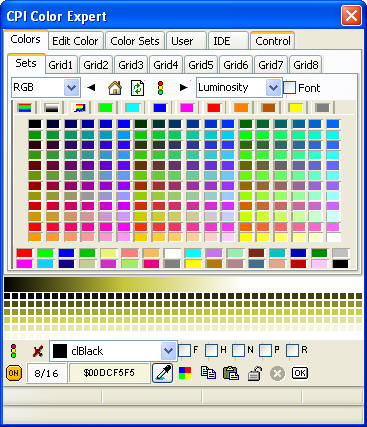 CPI Color Expert
Colors Edit Color Color Sets User IDE Control
Sets Grid1 Grid2 Grid3 Grid4 Grid5 Grid6 Grid7 Grid8
RGB Luminosity Font
clBlack F H N P R
ON 8/16 $00DCF5F5 OK